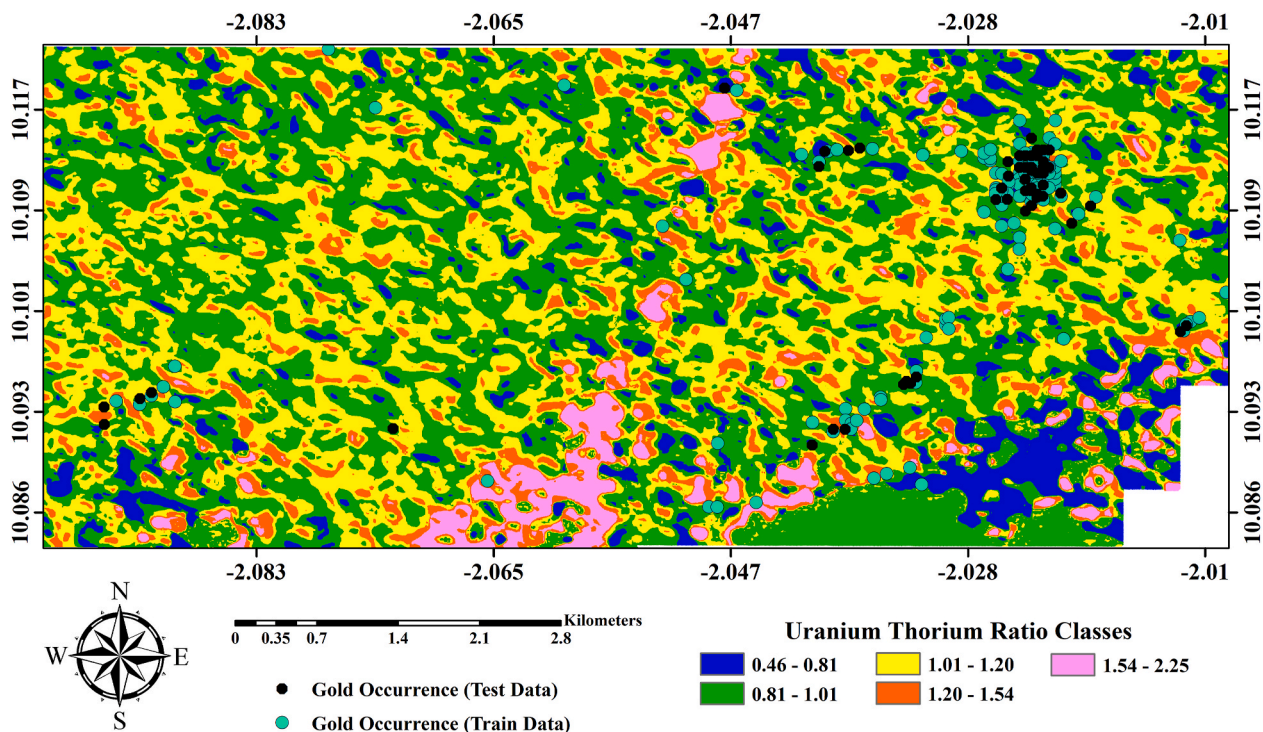 -2.083 -2.065 -2.047 -2.028 -2.01
10.117 10.117
10.109 10.109
10.101 10.101
10.093 10.093
10.086 10.086
-2.083 -2.065 -2.047 -2.028 -2.01
N
W E
S
Kilometers
0 0.35 0.7 1.4 2.1 2.8
Gold Occurrence (Test Data)
Gold Occurrence (Train Data)
Uranium Thorium Ratio Classes
0.46 - 0.81 1.01 - 1.20 1.54 - 2.25
0.81 - 1.01 1.20 - 1.54